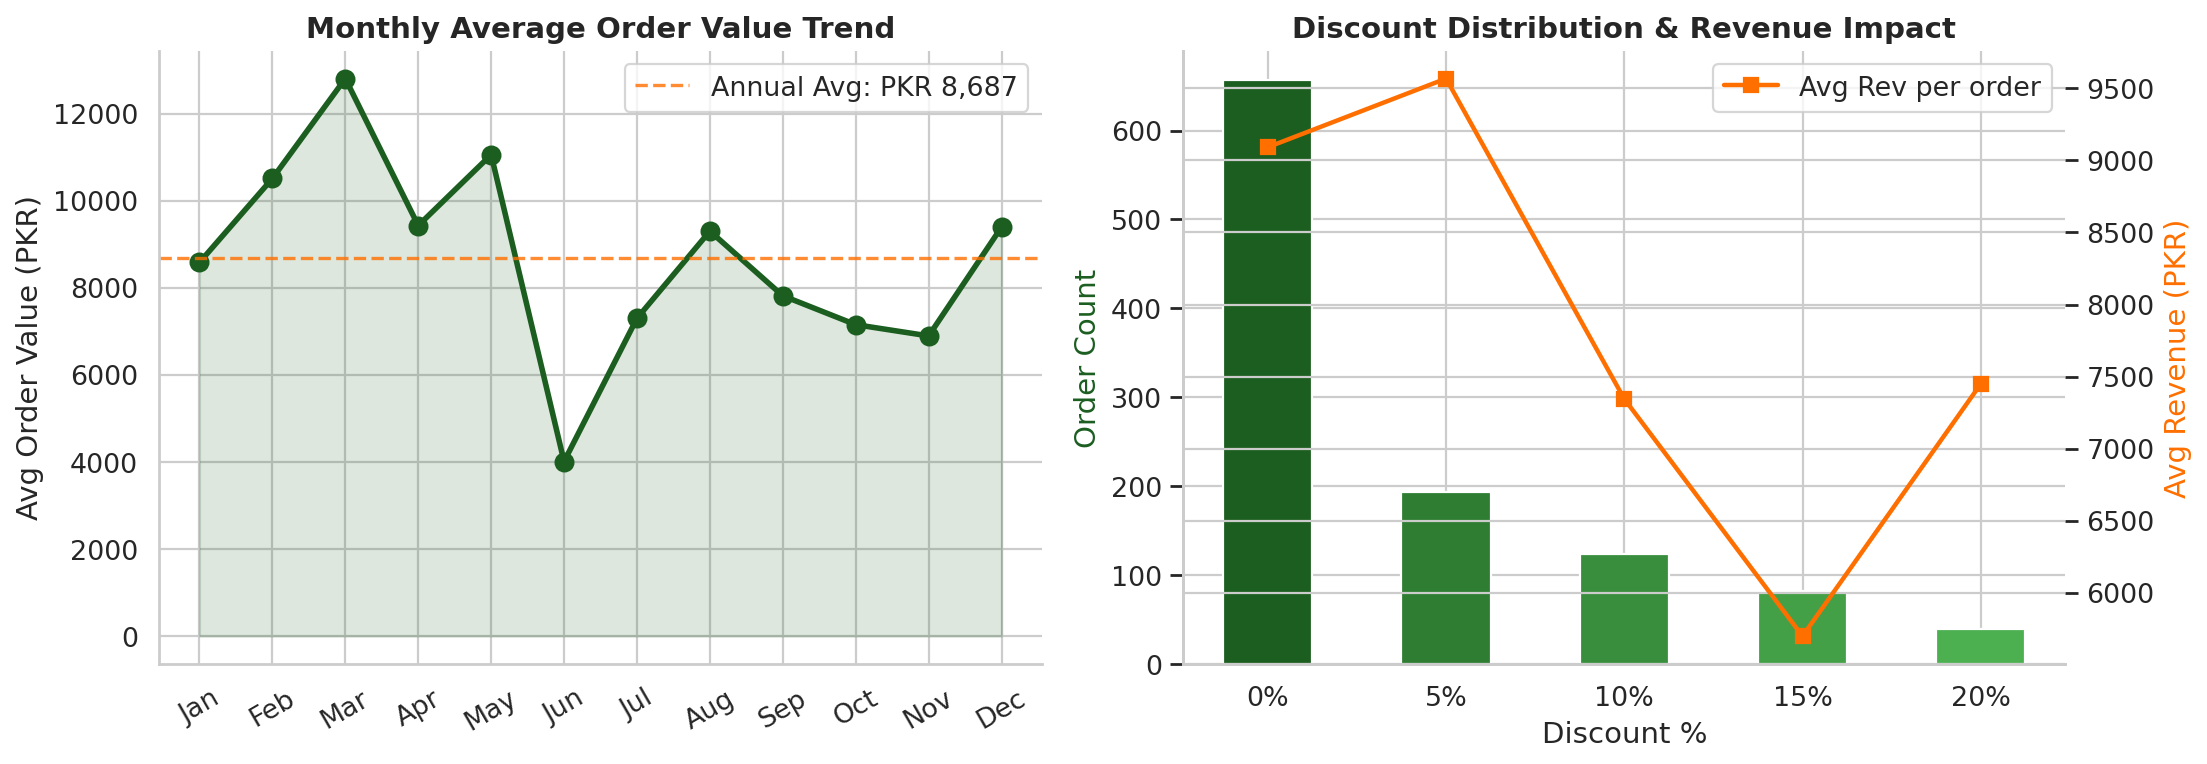 Monthly Average Order Value Trend
Annual Avg: PKR 8,687
Avg Order Value (PKR)
12000
10000
8000
6000
4000
2000
0
Jan Feb Mar Apr May Jun Jul Aug Sep Oct Nov Dec
Discount Distribution & Revenue Impact
Avg Rev per order
Order Count
600
500
400
300
200
100
0
9500
9000
8500
8000
7500
7000
6500
6000
Avg Revenue (PKR)
0% 5% 10% 15% 20%
Discount %